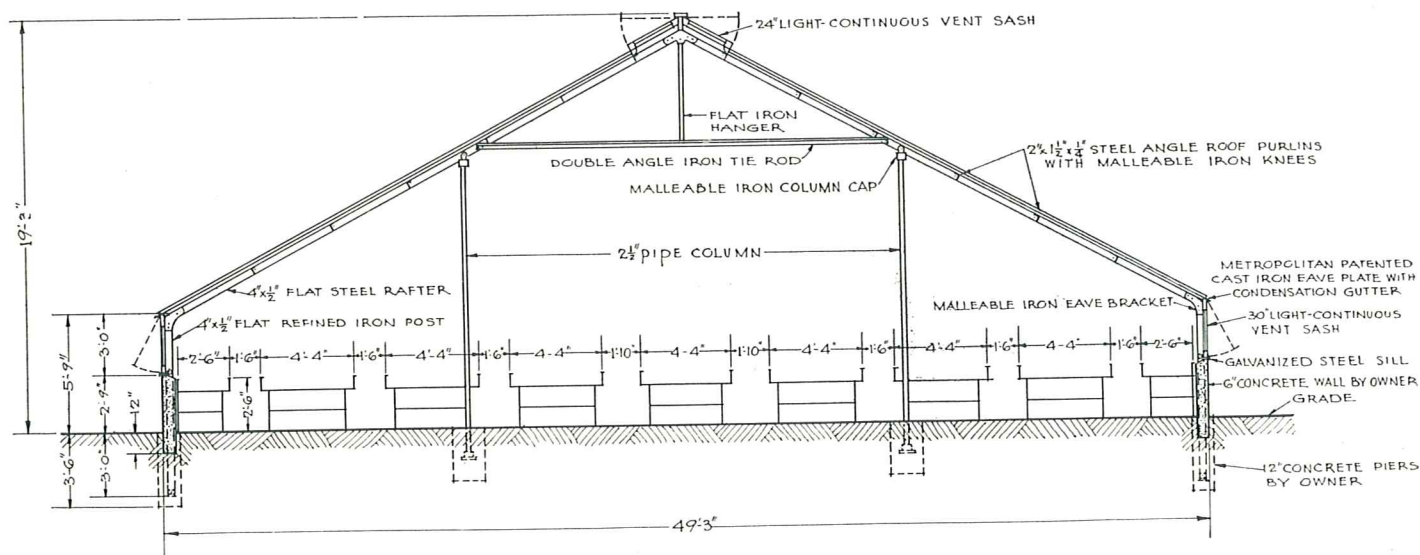 24" LIGHT-CONTINUOUS VENT SASH
FLAT IRON
HANGER
DOUBLE ANGLE IRON TIE ROD
MALLEABLE IRON COLUMN CAP
2"x1½"x¼" STEEL ANGLE ROOF PURLINS
WITH MALLEABLE IRON KNEES
19'-3"
2½" PIPE COLUMN
4"x½" FLAT STEEL RAFTER
4"x½" FLAT REFINED IRON POST
METROPOLITAN PATENTED
CAST IRON EAVE PLATE WITH
CONDENSATION GUTTER
MALLEABLE IRON EAVE BRACKET
30" LIGHT-CONTINUOUS
VENT SASH
GALVANIZED STEEL SILL
6" CONCRETE WALL BY OWNER
GRADE
5'-9"
3'-0"
2'-9"
12"
2'-6"
2'-6" 1'-6" 4'-4" 1'-6" 4'-4" 1'-6" 4'-4" 1'-10" 4'-4" 1'-10" 4'-4" 1'-6" 4'-4" 1'-6" 4'-4" 1'-6" 2'-6"
3'-6"
3'-0"
12" CONCRETE PIERS
BY OWNER
49'-3"